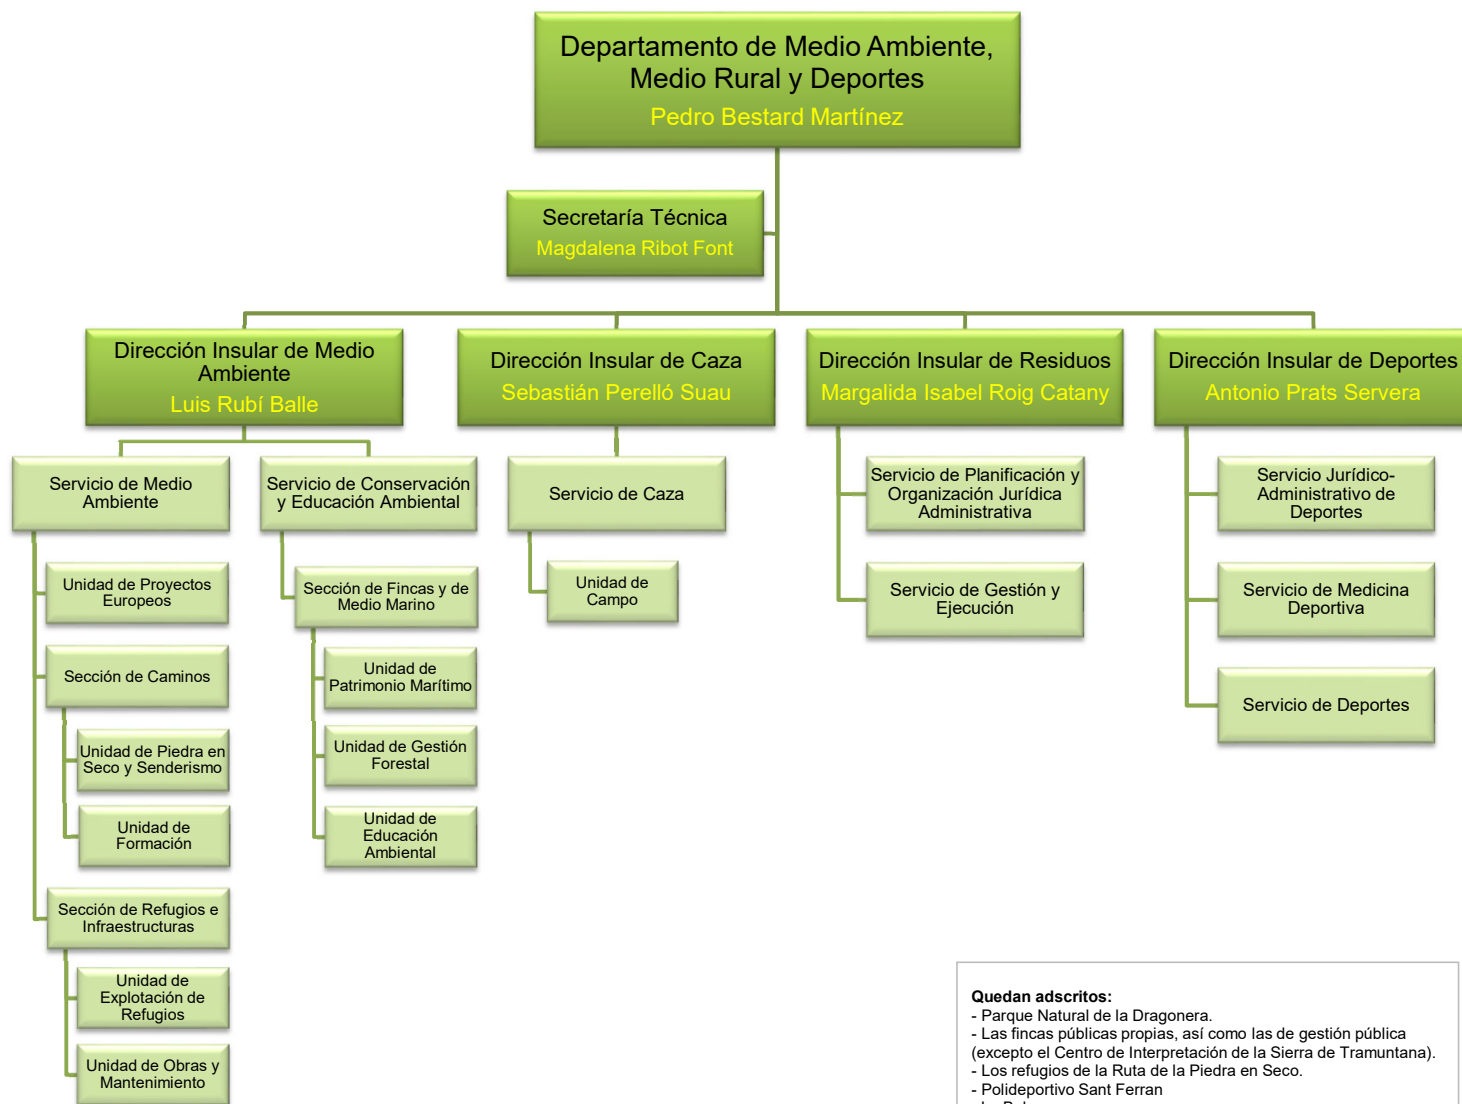 Departamento de Medio Ambiente,
Medio Rural y Deportes
Pedro Bestard Martínez
Secretaría Técnica
Magdalena Ribot Font
Dirección Insular de Medio
Ambiente
Luis Rubí Balle
Dirección Insular de Caza
Sebastián Perelló Suau
Dirección Insular de Residuos
Margalida Isabel Roig Catany
Dirección Insular de Deportes
Antonio Prats Servera
Servicio de Medio
Ambiente
Unidad de Proyectos
Europeos
Sección de Caminos
Unidad de Piedra en
Seco y Senderismo
Unidad de
Formación
Sección de Refugios e
Infraestructuras
Unidad de
Explotación de
Refugios
Unidad de Obras y
Mantenimiento
Servicio de Conservación
y Educación Ambiental
Sección de Fincas y de
Medio Marino
Unidad de
Patrimonio Marítimo
Unidad de Gestión
Forestal
Unidad de
Educación
Ambiental
Servicio de Caza
Unidad de
Campo
Servicio de Planificación y
Organización Jurídica
Administrativa
Servicio de Gestión y
Ejecución
Servicio Jurídico-
Administrativo de
Deportes
Servicio de Medicina
Deportiva
Servicio de Deportes
Quedan adscritos:
- Parque Natural de la Dragonera.
- Las fincas públicas propias, así como las de gestión pública
(excepto el Centro de Interpretación de la Sierra de Tramuntana).
- Los refugios de la Ruta de la Piedra en Seco.
- Polideportivo Sant Ferran